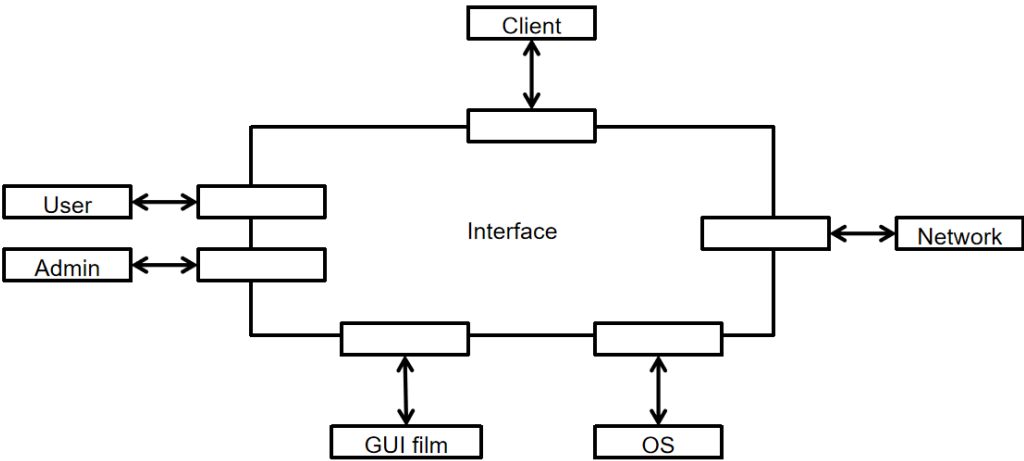 Client
User
Interface
Network
Admin
GUI film
OS